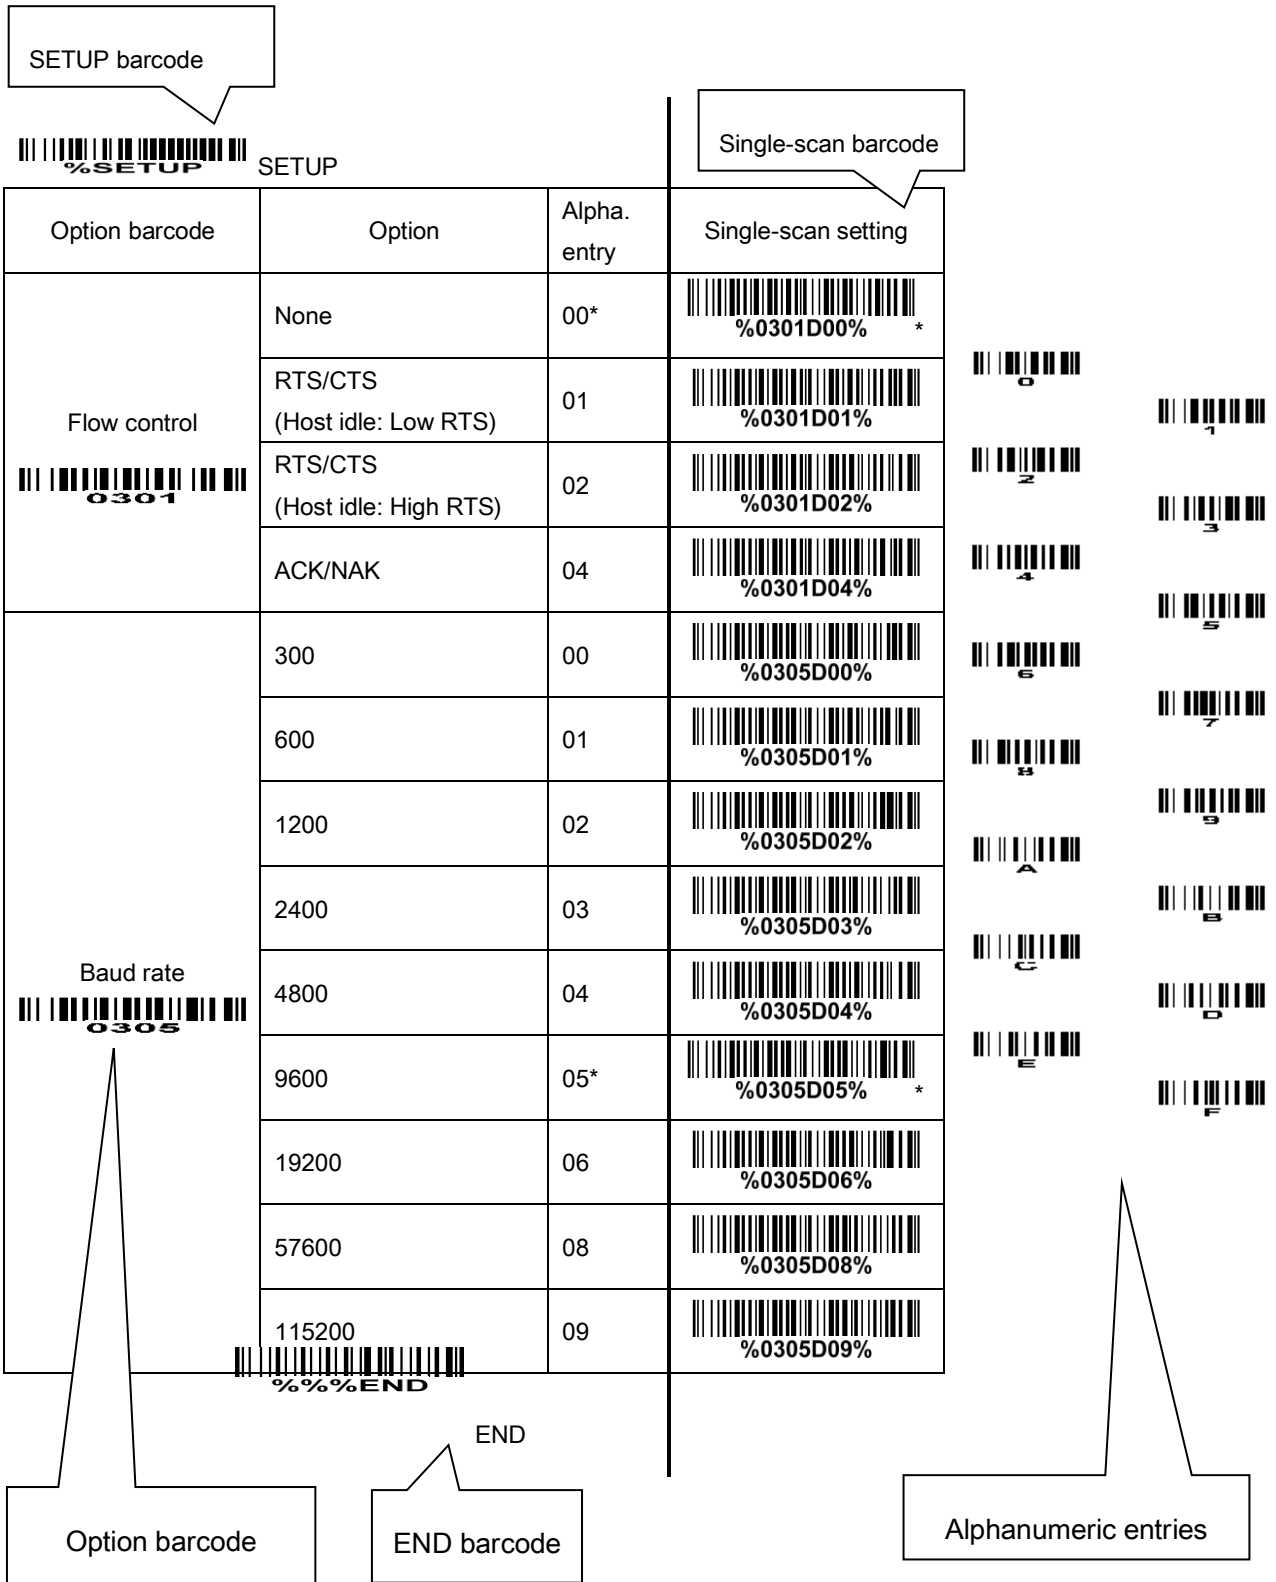 SETUP barcode
Single-scan barcode
%SETUP
SETUP
Option barcode
Option
Alpha.
entry
Single-scan setting
Flow control
0301
None
00*
%0301D00%
*
RTS/CTS
(Host idle: Low RTS)
01
%0301D01%
RTS/CTS
(Host idle: High RTS)
02
%0301D02%
ACK/NAK
04
%0301D04%
Baud rate
0305
300
00
%0305D00%
600
01
%0305D01%
1200
02
%0305D02%
2400
03
%0305D03%
4800
04
%0305D04%
9600
05*
%0305D05%
*
19200
06
%0305D06%
57600
08
%0305D08%
115200
09
%0305D09%
0
1
2
3
4
5
6
7
8
9
A
B
C
D
E
F
%%%END
END
Option barcode
END barcode
Alphanumeric entries